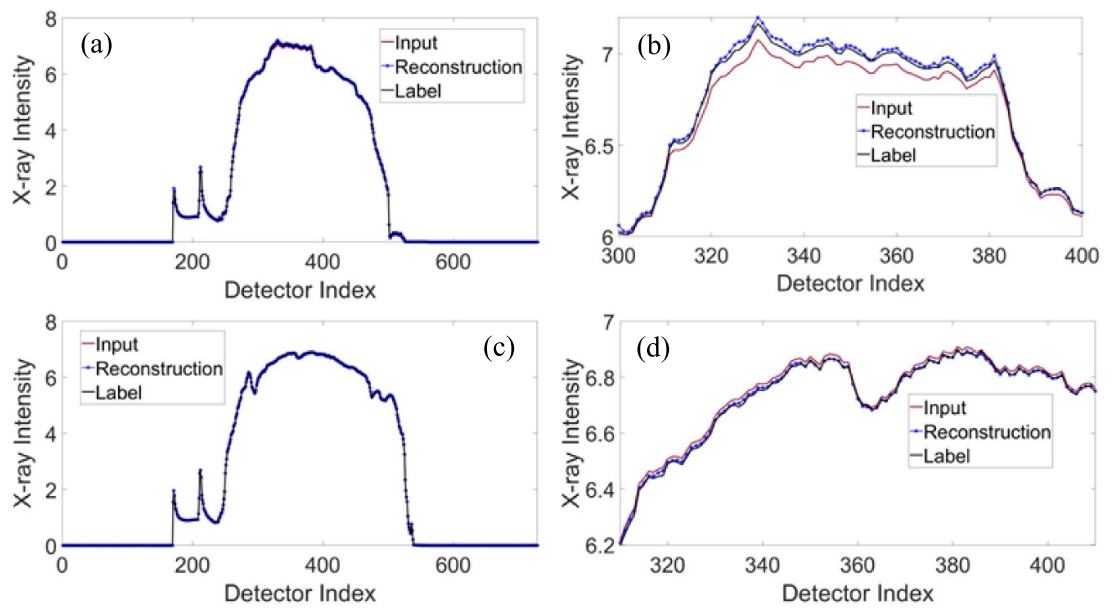 (a)
Input
Reconstruction
Label
X-ray Intensity
8
6
4
2
0
0 200 400 600
Detector Index
(b)
Input
Reconstruction
Label
X-ray Intensity
7
6.5
6
300 320 340 360 380 400
Detector Index
(c)
Input
Reconstruction
Label
X-ray Intensity
8
6
4
2
0
0 200 400 600
Detector Index
(d)
Input
Reconstruction
Label
X-ray Intensity
7
6.8
6.6
6.4
6.2
320 340 360 380 400
Detector Index